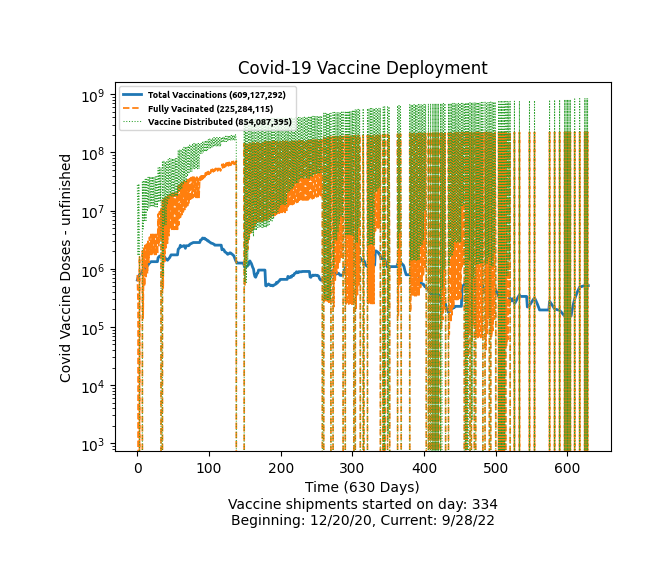 Covid-19 Vaccine Deployment
Total Vaccinations (609,127,292)
Fully Vacinated (225,284,115)
Vaccine Distributed (854,087,395)
Covid Vaccine Doses - unfinished
10⁹
10⁸
10⁷
10⁶
10⁵
10⁴
10³
0 100 200 300 400 500 600
Time (630 Days)
Vaccine shipments started on day: 334
Beginning: 12/20/20, Current: 9/28/22